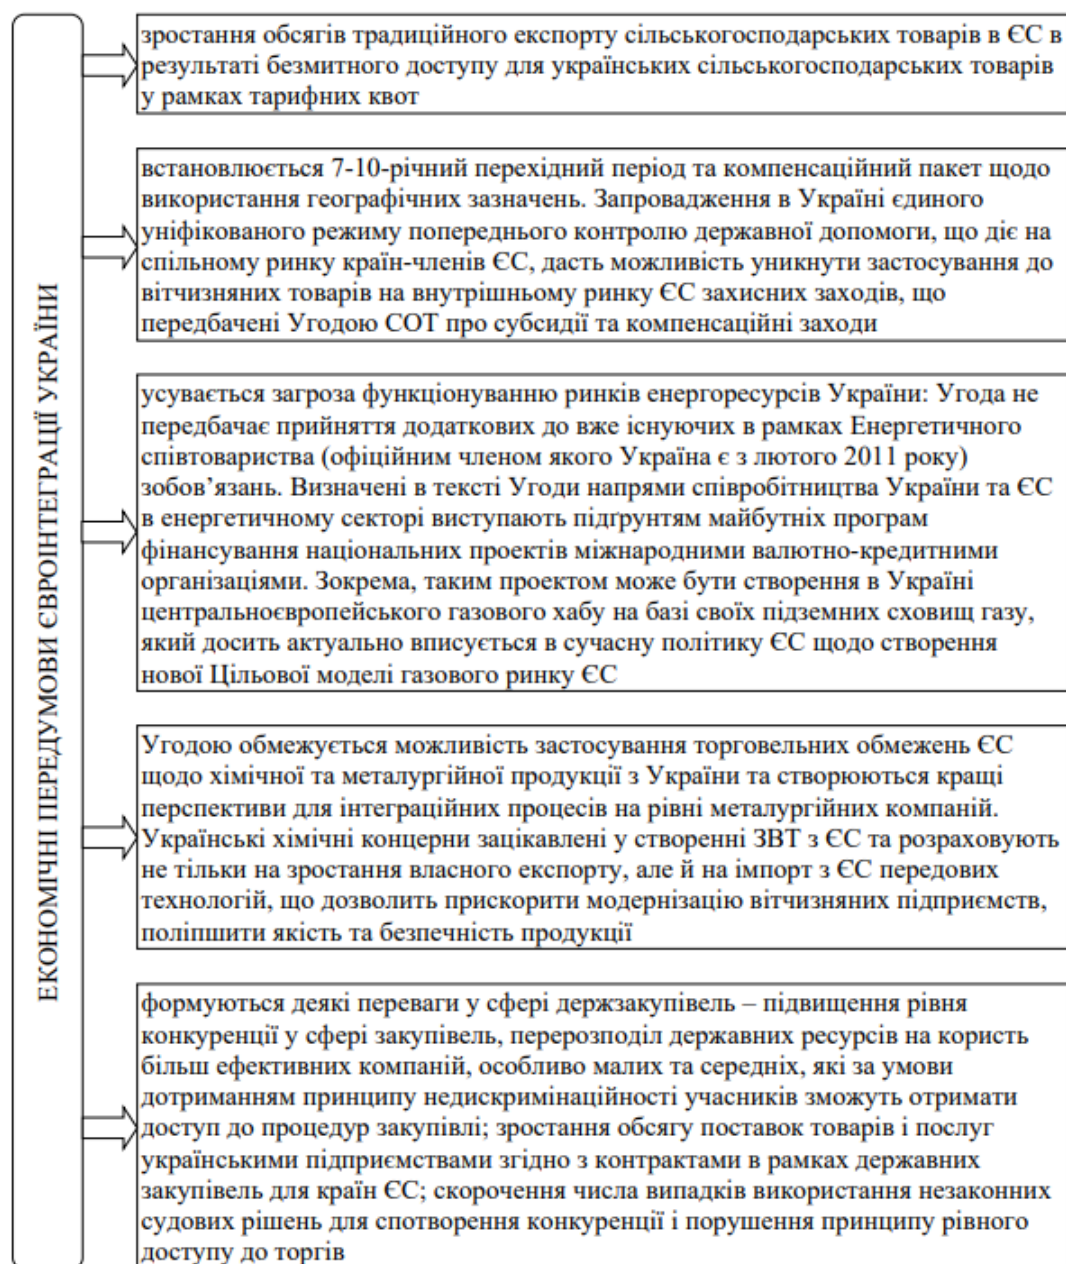 ЕКОНОМІЧНІ ПЕРЕДУМОВИ ЄВРОІНТЕГРАЦІЇ УКРАЇНИ
зростання обсягів традиційного експорту сільськогосподарських товарів в ЄС в
результаті безмитного доступу для українських сільськогосподарських товарів
у рамках тарифних квот
встановлюється 7-10-річний перехідний період та компенсаційний пакет щодо
використання географічних зазначень. Запровадження в Україні єдиного
уніфікованого режиму попереднього контролю державної допомоги, що діє на
спільному ринку країн-членів ЄС, дасть можливість уникнути застосування до
вітчизняних товарів на внутрішньому ринку ЄС захисних заходів, що
передбачені Угодою СОТ про субсидії та компенсаційні заходи
усувається загроза функціонуванню ринків енергоресурсів України: Угода не
передбачає прийняття додаткових до вже існуючих в рамках Енергетичного
співтовариства (офіційним членом якого Україна є з лютого 2011 року)
зобов’язань. Визначені в тексті Угоди напрями співробітництва України та ЄС
в енергетичному секторі виступають підґрунтям майбутніх програм
фінансування національних проектів міжнародними валютно-кредитними
організаціями. Зокрема, таким проектом може бути створення в Україні
центральноєвропейського газового хабу на базі своїх підземних сховищ газу,
який досить актуально вписується в сучасну політику ЄС щодо створення
нової Цільової моделі газового ринку ЄС
Угодою обмежується можливість застосування торговельних обмежень ЄС
щодо хімічної та металургійної продукції з України та створюються кращі
перспективи для інтеграційних процесів на рівні металургійних компаній.
Українські хімічні концерни зацікавлені у створенні ЗВТ з ЄС та розраховують
не тільки на зростання власного експорту, але й на імпорт з ЄС передових
технологій, що дозволить прискорити модернізацію вітчизняних підприємств,
поліпшити якість та безпечність продукції
формуються деякі переваги у сфері держзакупівель – підвищення рівня
конкуренції у сфері закупівель, перерозподіл державних ресурсів на користь
більш ефективних компаній, особливо малих та середніх, які за умови
дотриманням принципу недискримінаційності учасників зможуть отримати
доступ до процедур закупівлі; зростання обсягу поставок товарів і послуг
українськими підприємствами згідно з контрактами в рамках державних
закупівель для країн ЄС; скорочення числа випадків використання незаконних
судових рішень для спотворення конкуренції і порушення принципу рівного
доступу до торгів